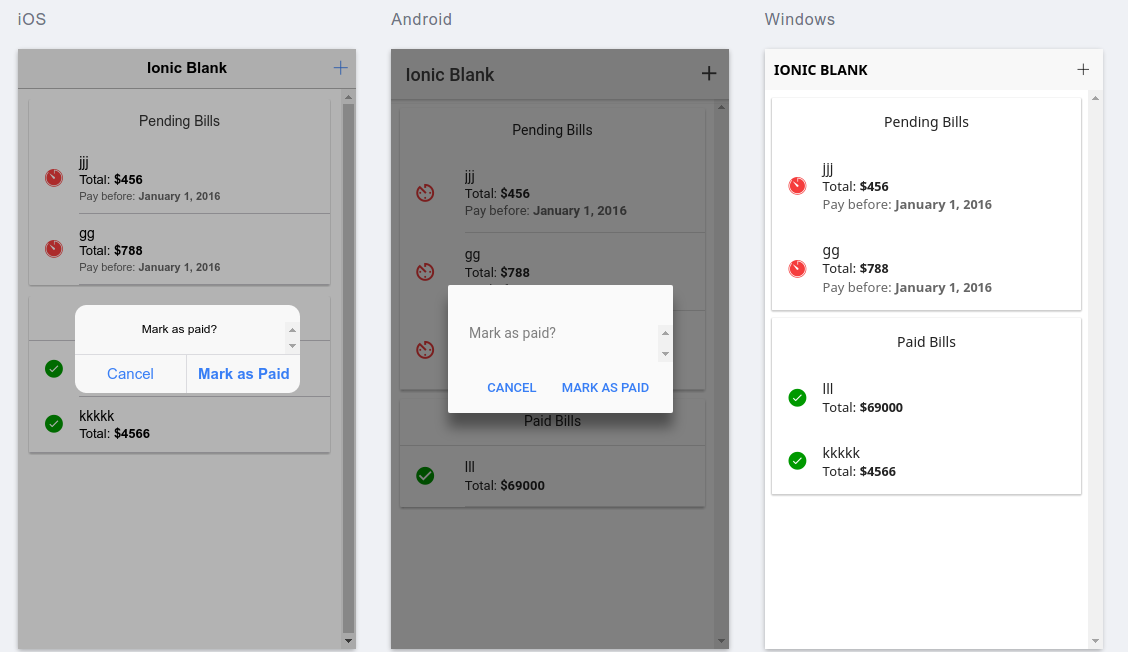 iOS
Android
Windows
Ionic Blank
Pending Bills
jjj
Total: $456
Pay before: January 1, 2016
gg
Total: $788
Pay before: January 1, 2016
Mark as paid?
Cancel
Mark as Paid
kkkkk
Total: $4566
Ionic Blank
Pending Bills
jjj
Total: $456
Pay before: January 1, 2016
gg
Total: $788
Mark as paid?
CANCEL
MARK AS PAID
Paid Bills
lll
Total: $69000
IONIC BLANK
Pending Bills
jjj
Total: $456
Pay before: January 1, 2016
gg
Total: $788
Pay before: January 1, 2016
Paid Bills
lll
Total: $69000
kkkkk
Total: $4566